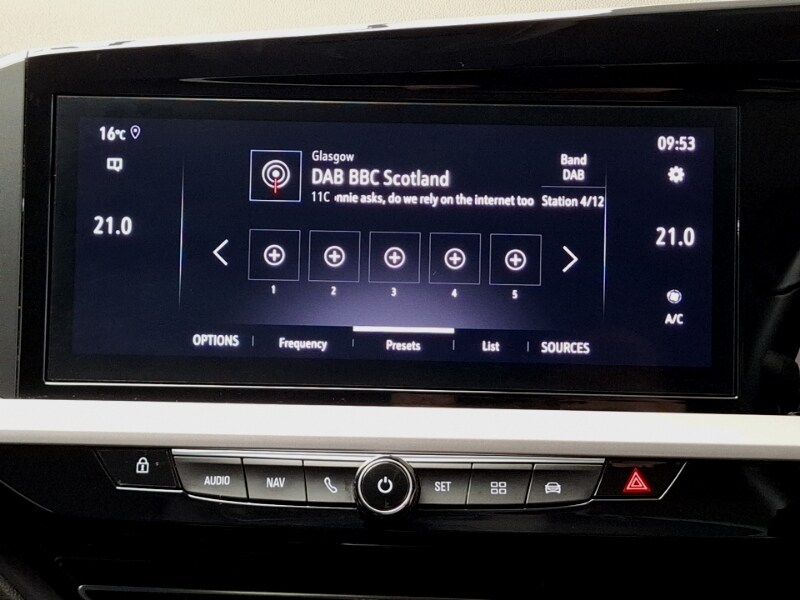 16°C
09:53
Glasgow
DAB BBC Scotland
11C nnie asks, do we rely on the internet too
Band
DAB
Station 4/12
21.0
21.0
1 2 3 4 5
A/C
OPTIONS Frequency Presets List SOURCES
AUDIO NAV SET